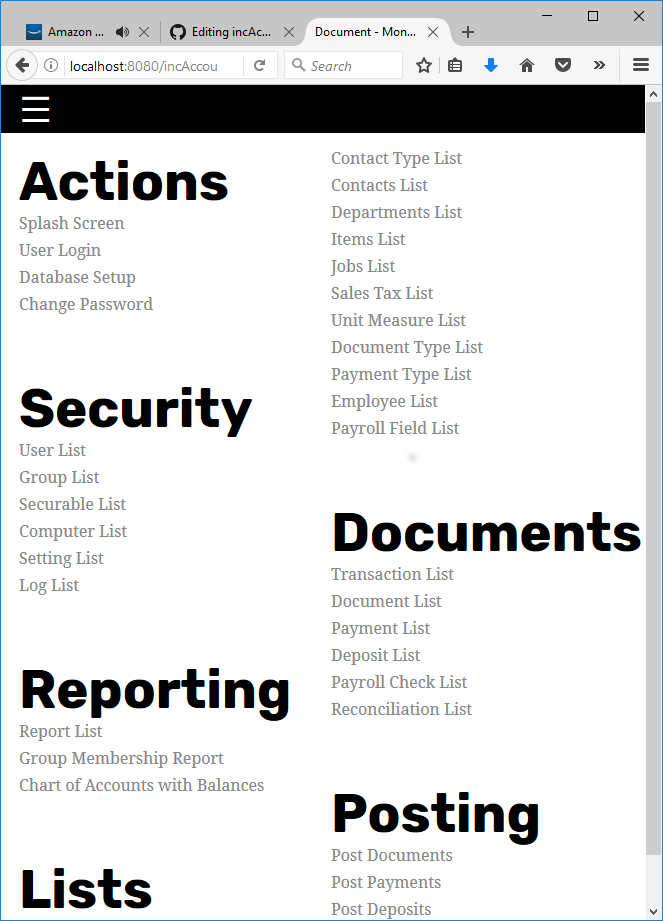 Amazon ...
Editing incAc...
Document - Mon...
localhost:8080/incAccou
Search
Actions
Splash Screen
User Login
Database Setup
Change Password
Security
User List
Group List
Securable List
Computer List
Setting List
Log List
Reporting
Report List
Group Membership Report
Chart of Accounts with Balances
Lists
Contact Type List
Contacts List
Departments List
Items List
Jobs List
Sales Tax List
Unit Measure List
Document Type List
Payment Type List
Employee List
Payroll Field List
Documents
Transaction List
Document List
Payment List
Deposit List
Payroll Check List
Reconciliation List
Posting
Post Documents
Post Payments
Post Deposits